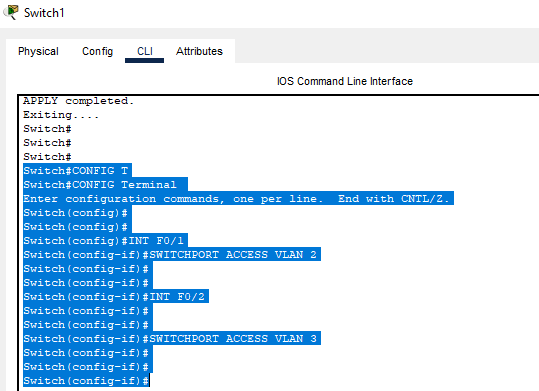 Switch1
Physical Config CLI Attributes
IOS Command Line Interface
APPLY completed.
Exiting....
Switch#
Switch#
Switch#
Switch#CONFIG T
Switch#CONFIG Terminal
Enter configuration commands, one per line.  End with CNTL/Z.
Switch(config)#
Switch(config)#
Switch(config)#INT F0/1
Switch(config-if)#SWITCHPORT ACCESS VLAN 2
Switch(config-if)#
Switch(config-if)#
Switch(config-if)#INT F0/2
Switch(config-if)#
Switch(config-if)#
Switch(config-if)#SWITCHPORT ACCESS VLAN 3
Switch(config-if)#
Switch(config-if)#
Switch(config-if)#